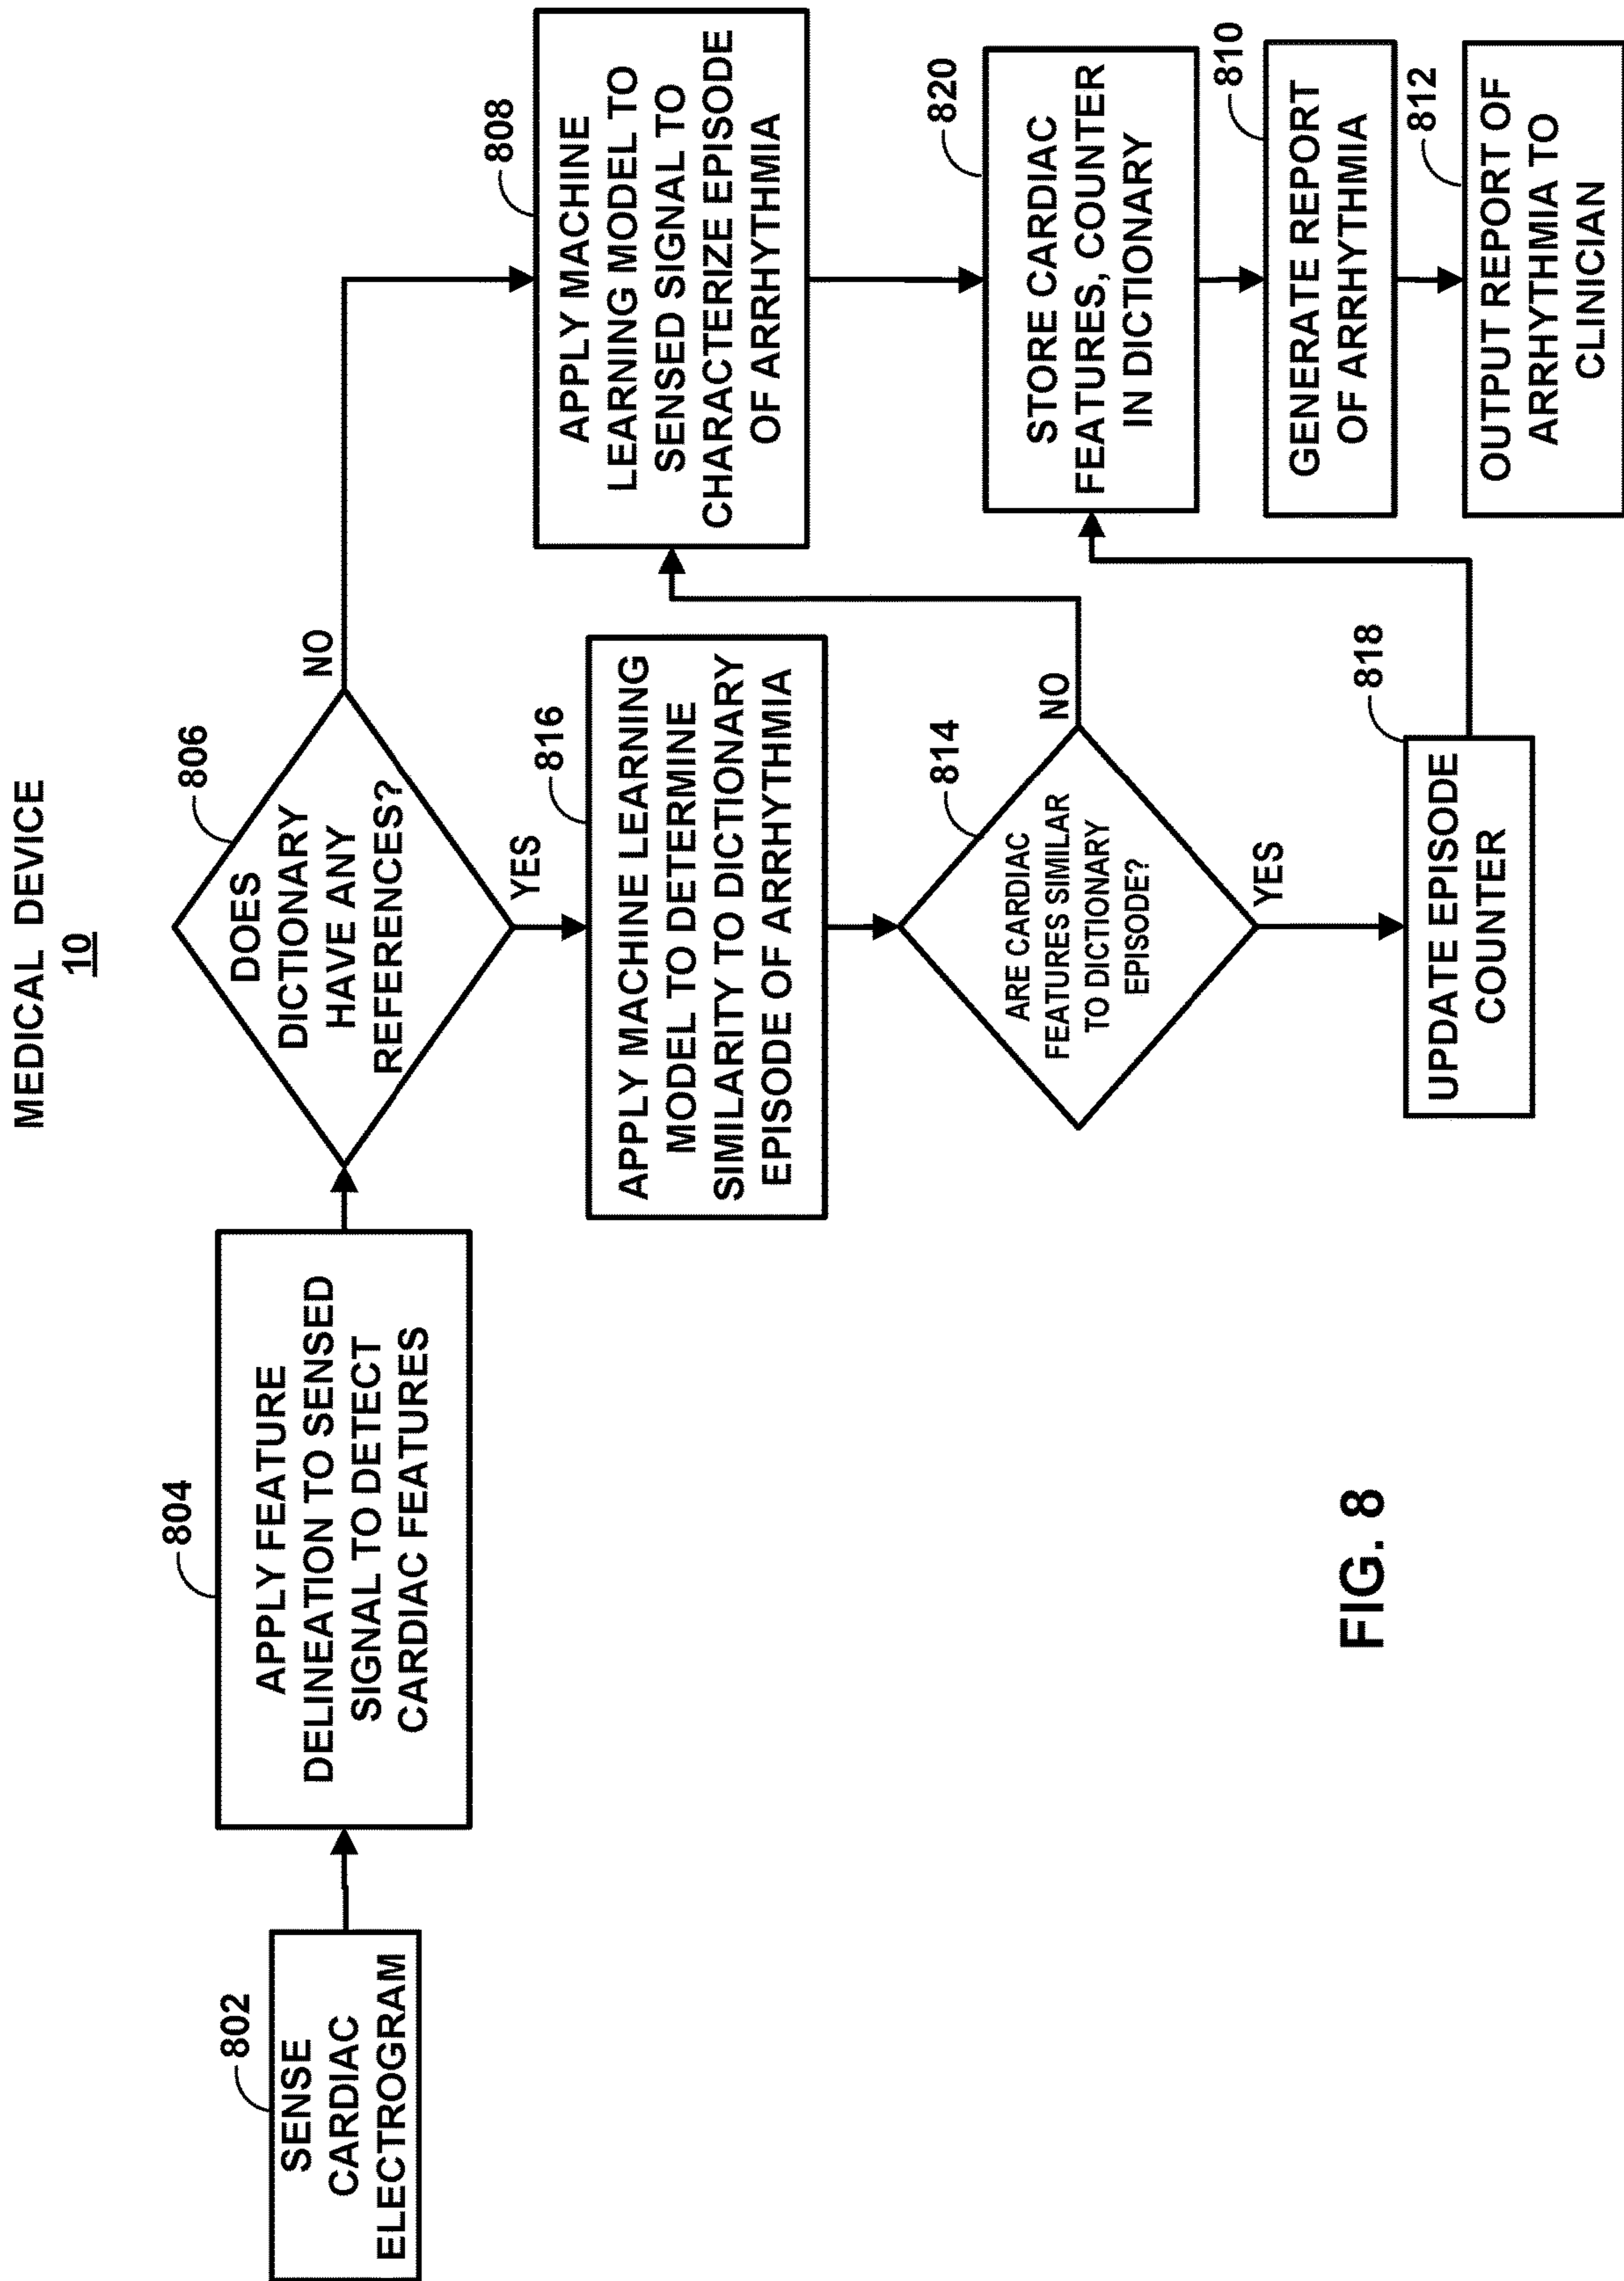 MEDICAL DEVICE
10
802
SENSE
CARDIAC
ELECTROGRAM
804
APPLY FEATURE
DELINEATION TO SENSED
SIGNAL TO DETECT
CARDIAC FEATURES
806
DOES
DICTIONARY
HAVE ANY
REFERENCES?
NO
YES
808
APPLY MACHINE
LEARNING MODEL TO
SENSED SIGNAL TO
CHARACTERIZE EPISODE
OF ARRHYTHMIA
816
APPLY MACHINE LEARNING
MODEL TO DETERMINE
SIMILARITY TO DICTIONARY
EPISODE OF ARRHYTHMIA
814
ARE CARDIAC
FEATURES SIMILAR
TO DICTIONARY
EPISODE?
NO
YES
818
UPDATE EPISODE
COUNTER
820
STORE CARDIAC
FEATURES, COUNTER
IN DICTIONARY
810
GENERATE REPORT
OF ARRHYTHMIA
812
OUTPUT REPORT OF
ARRHYTHMIA TO
CLINICIAN
FIG. 8